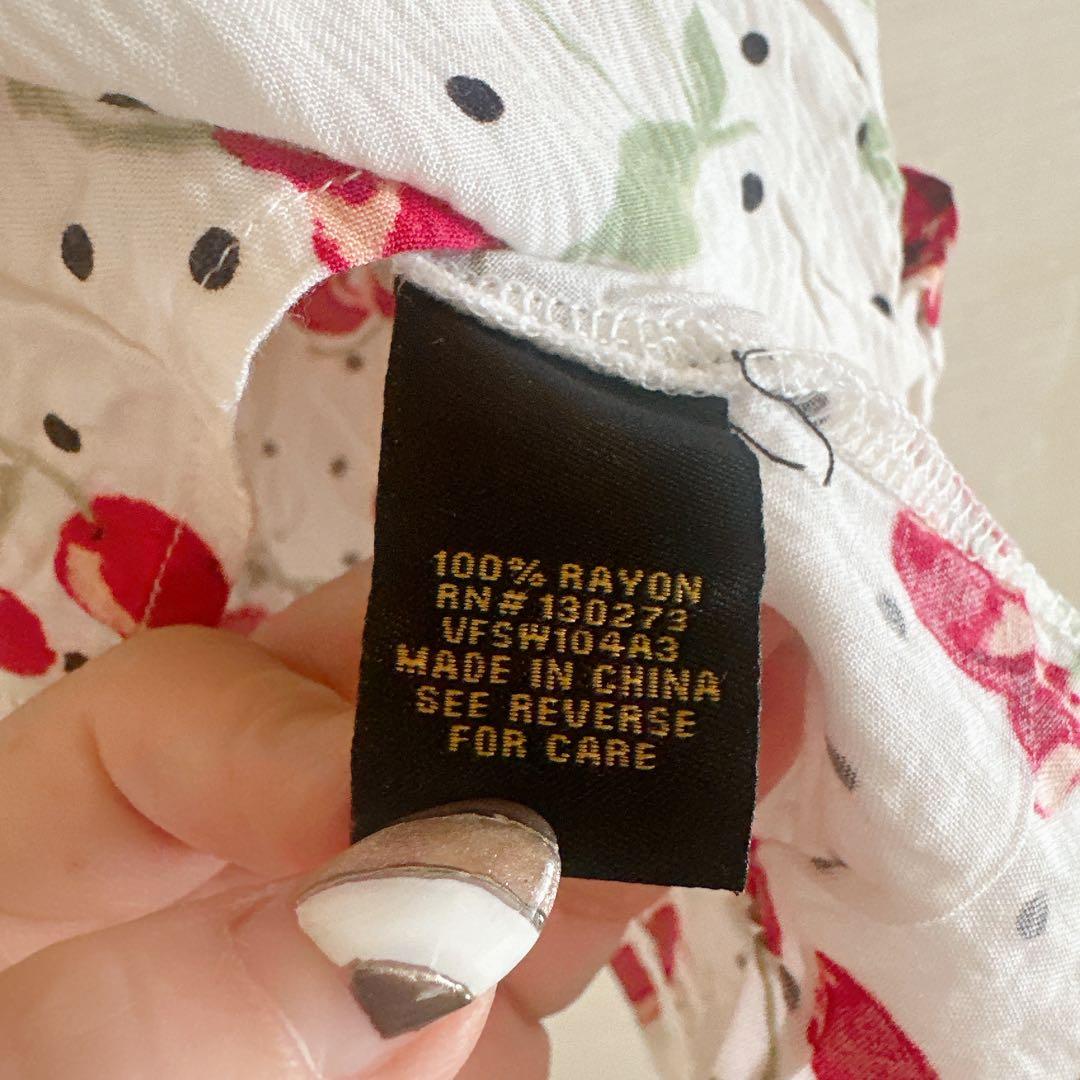 100% RAYON
RN# 130273
VFSW104A3
MADE IN CHINA
SEE REVERSE
FOR CARE